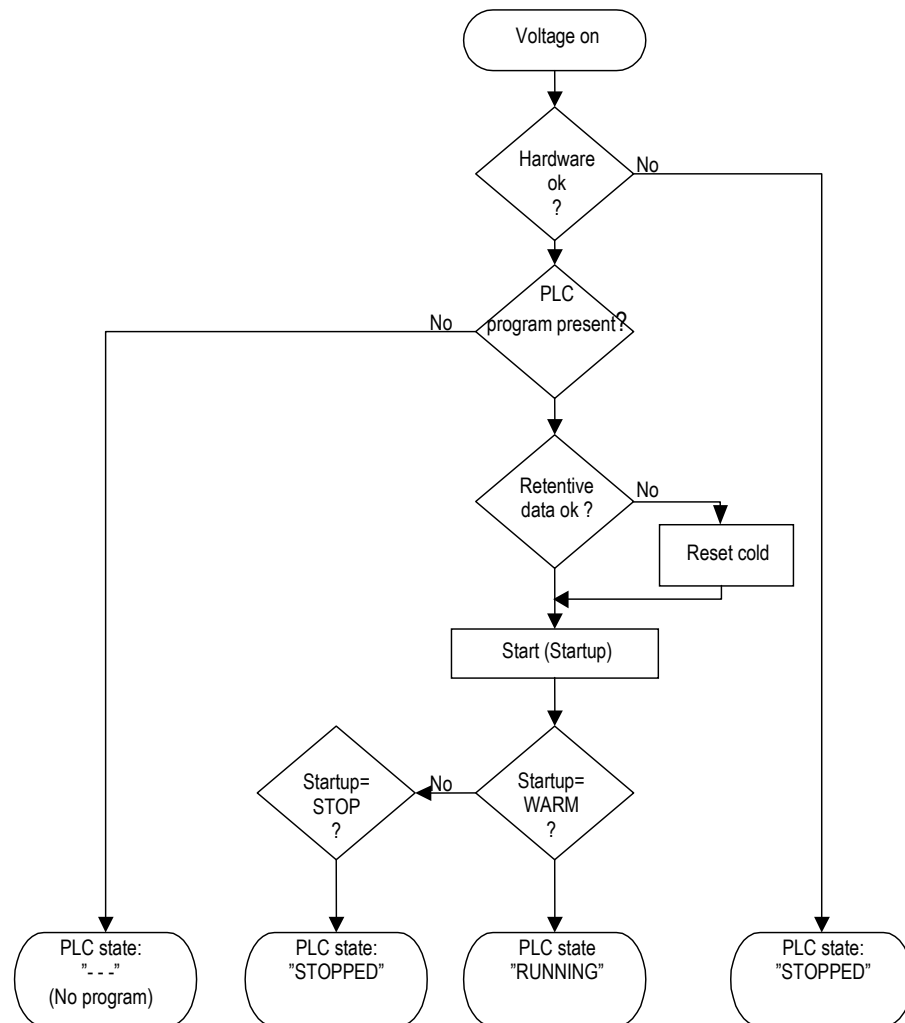 Voltage on
Hardware
ok
?
No
PLC
program present?
No
Retentive
data ok ?
No
Reset cold
Start (Startup)
Startup=
STOP
?
No
Startup=
WARM
?
PLC state:
"- - -"
(No program)
PLC state:
"STOPPED"
PLC state
"RUNNING"
PLC state:
"STOPPED"